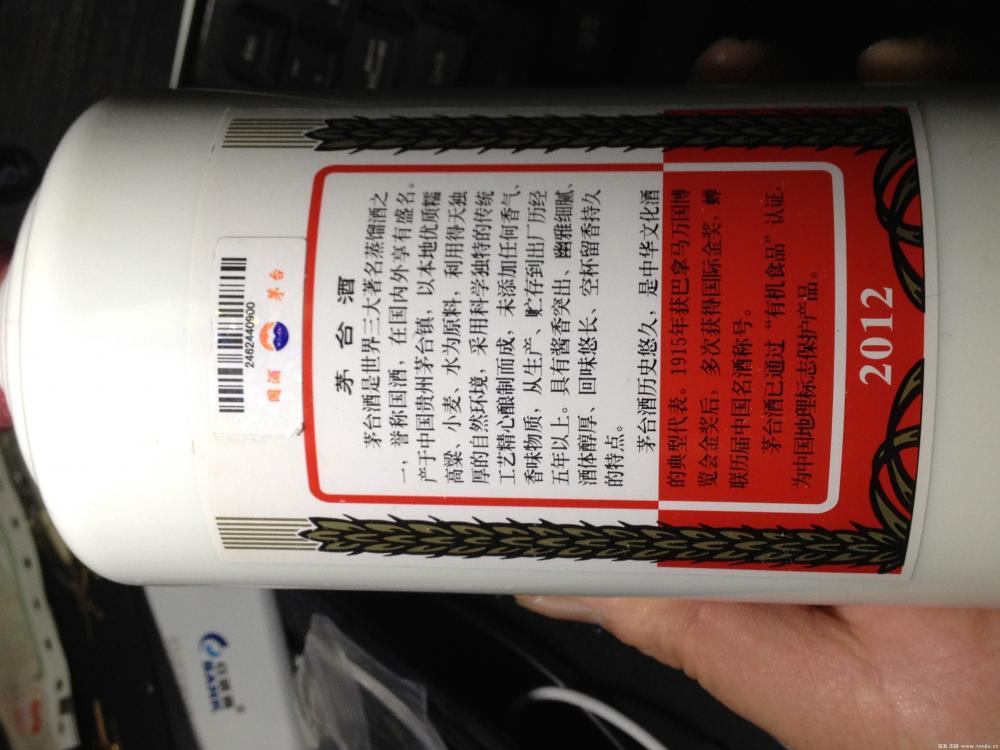 2462440600
国酒 茅台
茅台酒
茅台酒是世界三大著名蒸馏酒之
一，誉称国酒，在国内外享有盛名。
产于中国贵州茅台镇，以本地优质糯
高粱、小麦、水为原料，利用得天独
厚的自然环境，采用科学独特的传统
工艺精心酿制而成，未添加任何香气、
香味物质，从生产、贮存到出厂历经
五年以上。具有酱香突出、幽雅细腻、
酒体醇厚、回味悠长、空杯留香持久
的特点。
茅台酒历史悠久，是中华文化酒
的典型代表。1915年获巴拿马万国博
览会金奖后，多次获得国际金奖，蝉
联历届中国名酒称号。
茅台酒已通过“有机食品”认证，
为中国地理标志保护产品。
2012
BANK